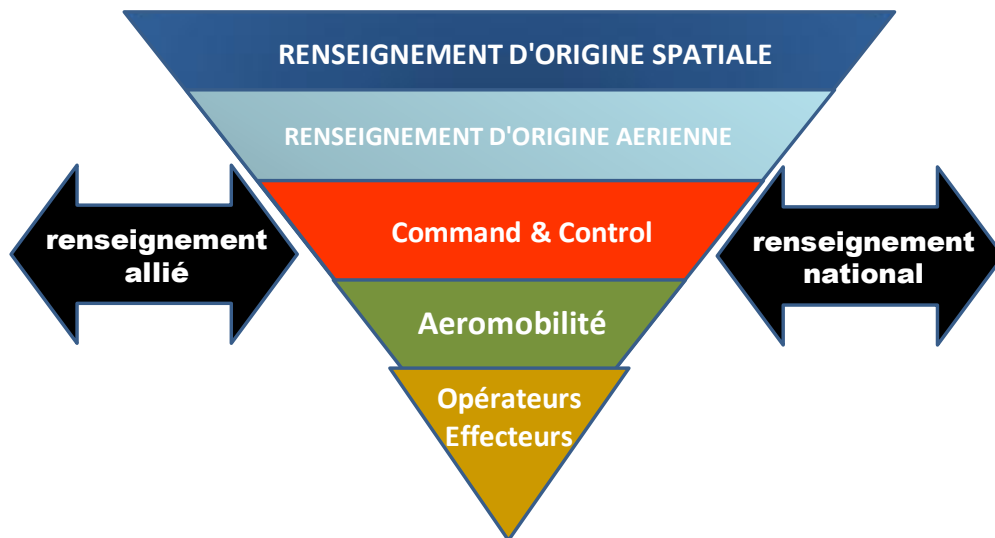 RENSEIGNEMENT D'ORIGINE SPATIALE
RENSEIGNEMENT D'ORIGINE AERIENNE
renseignement
allié
Command & Control
renseignement
national
Aeromobilité
Opérateurs
Effecteurs